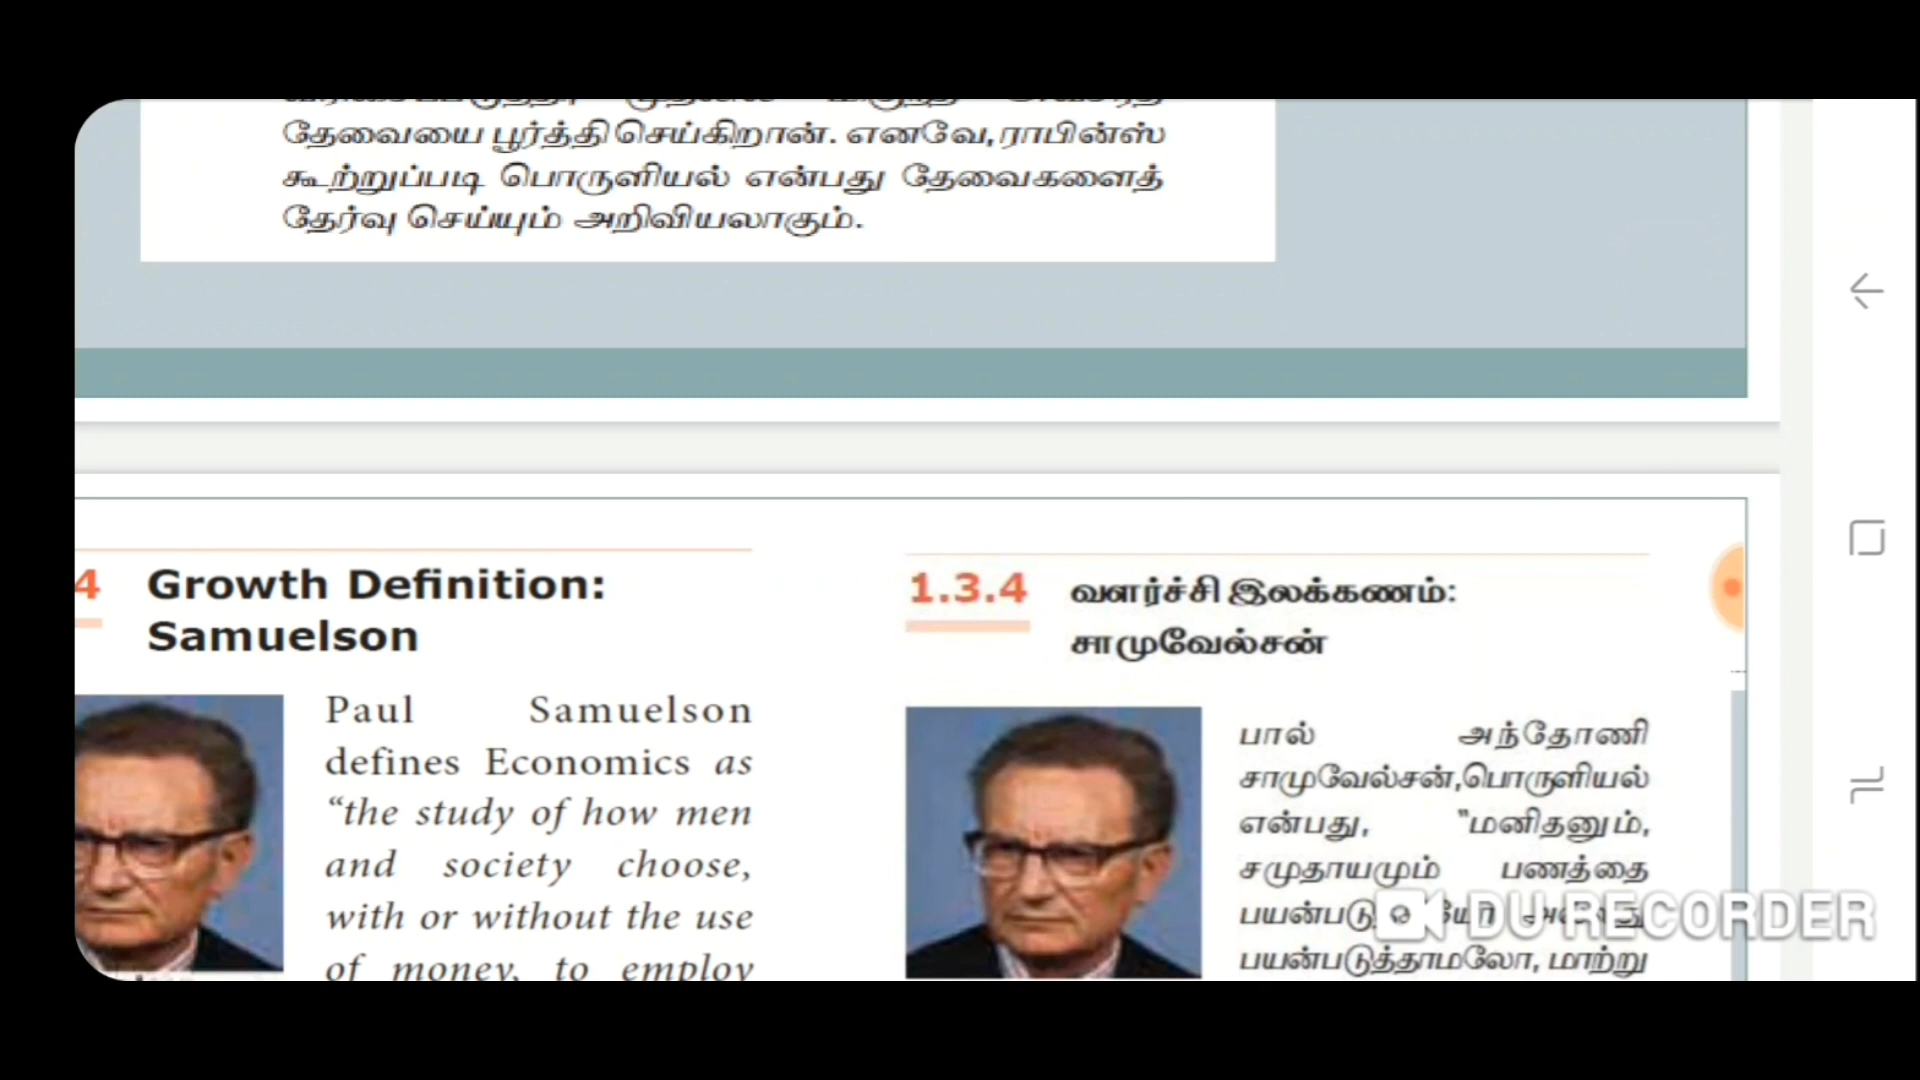 தேவையை பூர்த்தி செய்கிறான். எனவே, ராபின்ஸ்
கூற்றுப்படி பொருளியல் என்பது தேவைகளைத்
தேர்வு செய்யும் அறிவியலாகும்.
4 Growth Definition:
Samuelson
Paul Samuelson
defines Economics as
“the study of how men
and society choose,
with or without the use
of money, to employ
1.3.4 வளர்ச்சி இலக்கணம்:
சாமுவேல்சன்
பால் அந்தோணி
சாமுவேல்சன்,பொருளியல்
என்பது, "மனிதனும்,
சமுதாயமும் பணத்தை
பயன்படுத்தாமலோ, மாற்று
DU RECORDER